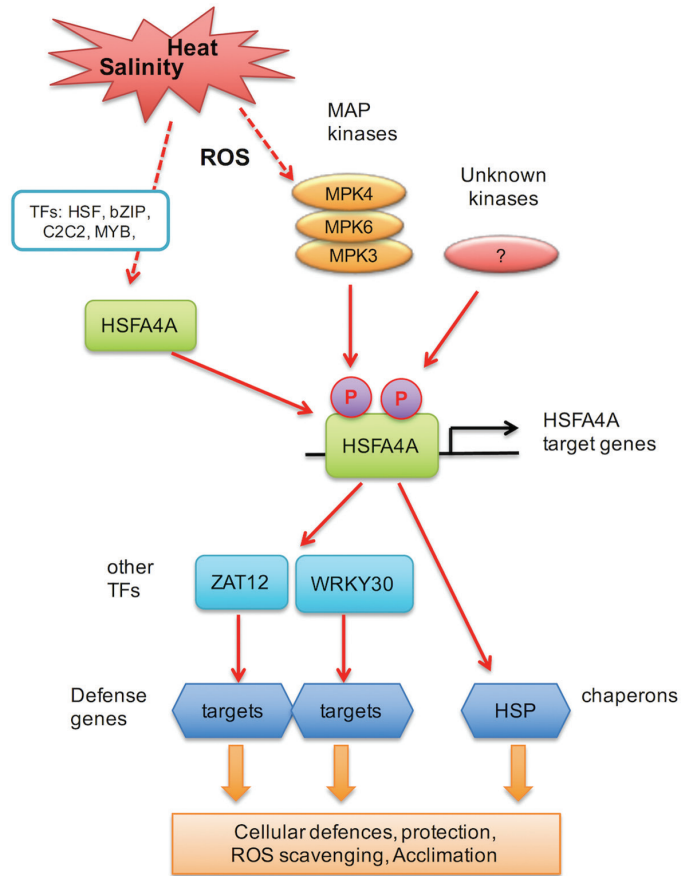 Heat
Salinity
MAP
kinases
ROS
Unknown
kinases
TFs: HSF, bZIP,
C2C2, MYB,
MPK4
MPK6
MPK3
?
HSFA4A
P P
HSFA4A
HSFA4A
target genes
other
TFs
ZAT12
WRKY30
Defense
genes
targets
targets
HSP
chaperons
Cellular defences, protection,
ROS scavenging, Acclimation